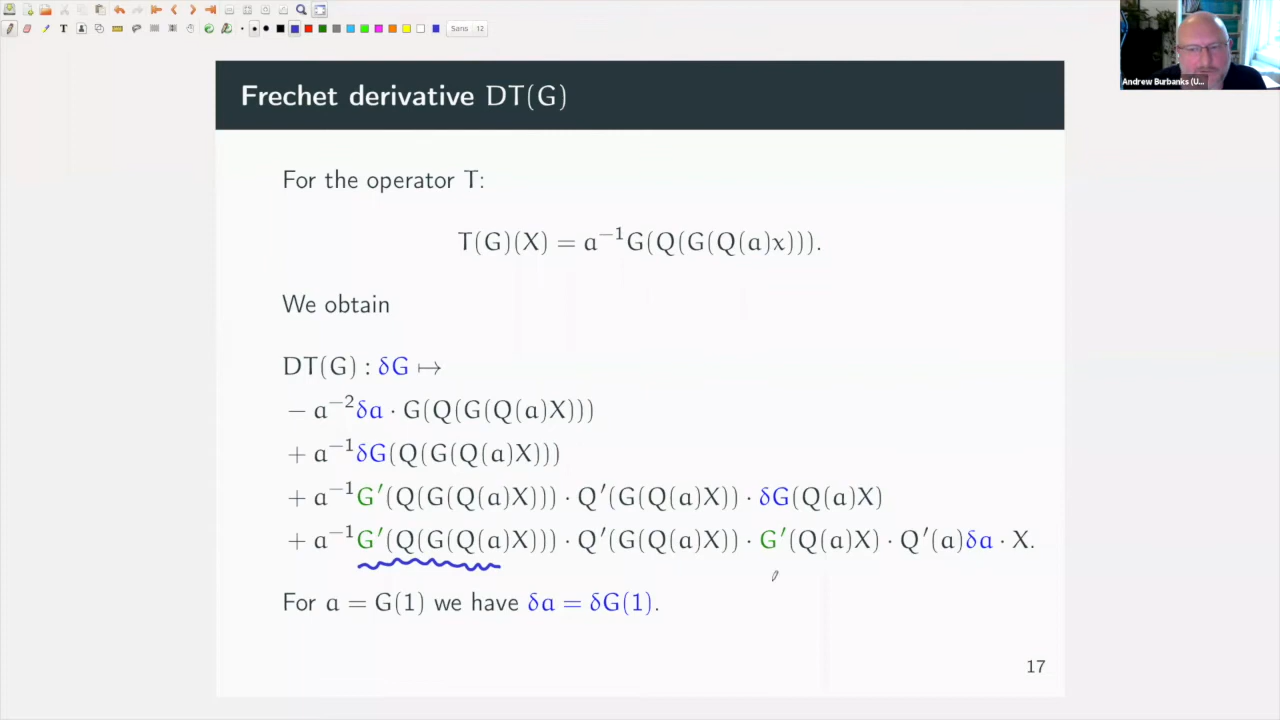 Sans 12
Andrew Burbanks (U...
Frechet derivative DT(G)
For the operator T:
T(G)(X) = a⁻¹G(Q(G(Q(a)x))).
We obtain
DT(G) : δG ↦
− a⁻²δa · G(Q(G(Q(a)X)))
+ a⁻¹δG(Q(G(Q(a)X)))
+ a⁻¹G′(Q(G(Q(a)X))) · Q′(G(Q(a)X)) · δG(Q(a)X)
+ a⁻¹G′(Q(G(Q(a)X))) · Q′(G(Q(a)X)) · G′(Q(a)X) · Q′(a)δa · X.
For a = G(1) we have δa = δG(1).
17